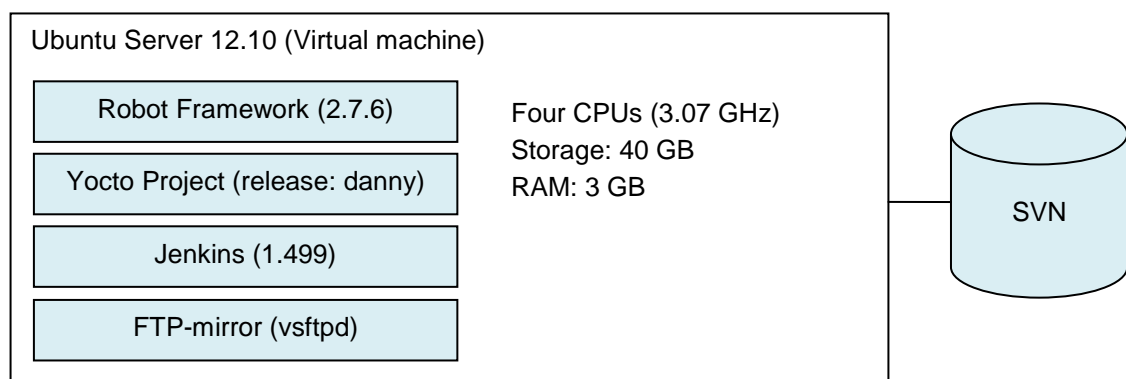 Ubuntu Server 12.10 (Virtual machine)
Robot Framework (2.7.6)
Yocto Project (release: danny)
Jenkins (1.499)
FTP-mirror (vsftpd)
Four CPUs (3.07 GHz)
Storage: 40 GB
RAM: 3 GB
SVN